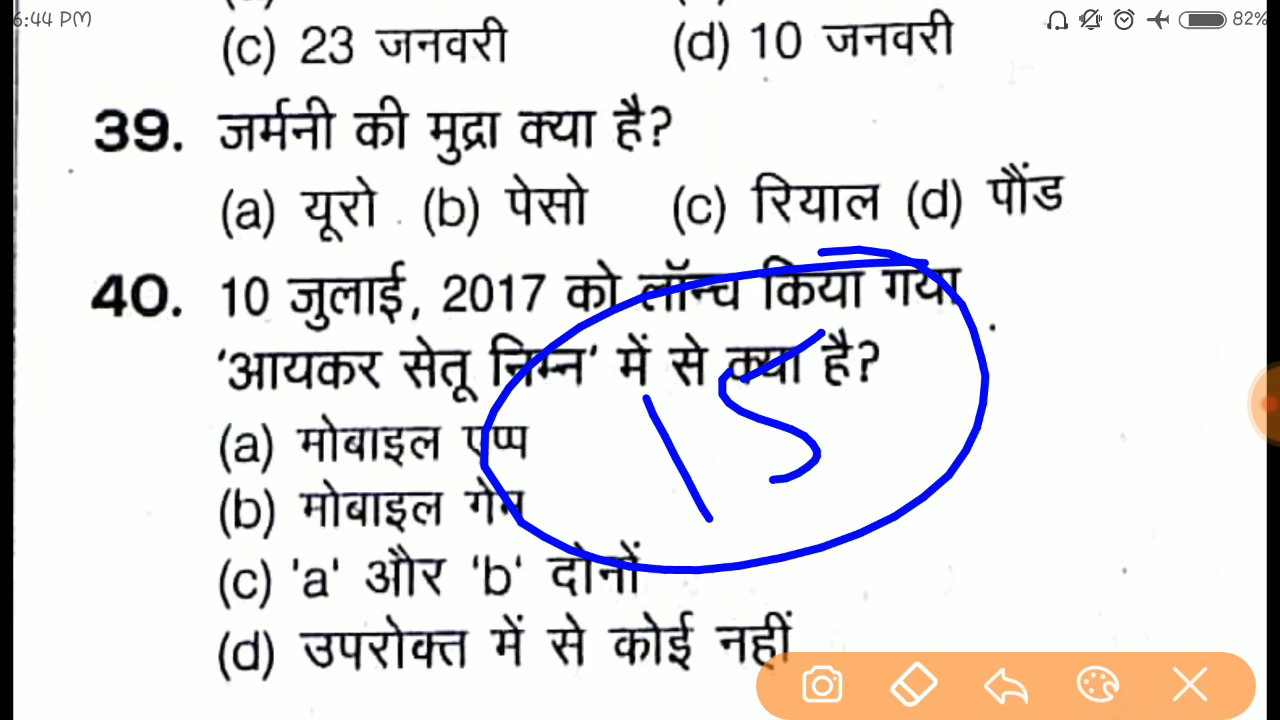 6:44 PM
82%
(c) 23 जनवरी (d) 10 जनवरी
39. जर्मनी की मुद्रा क्या है?
(a) यूरो (b) पेसो (c) रियाल (d) पौंड
40. 10 जुलाई, 2017 को लॉन्च किया गया
'आयकर सेतू निम्न' में से क्या है?
15
(a) मोबाइल एप्प
(b) मोबाइल गेम
(c) 'a' और 'b' दोनों
(d) उपरोक्त में से कोई नहीं